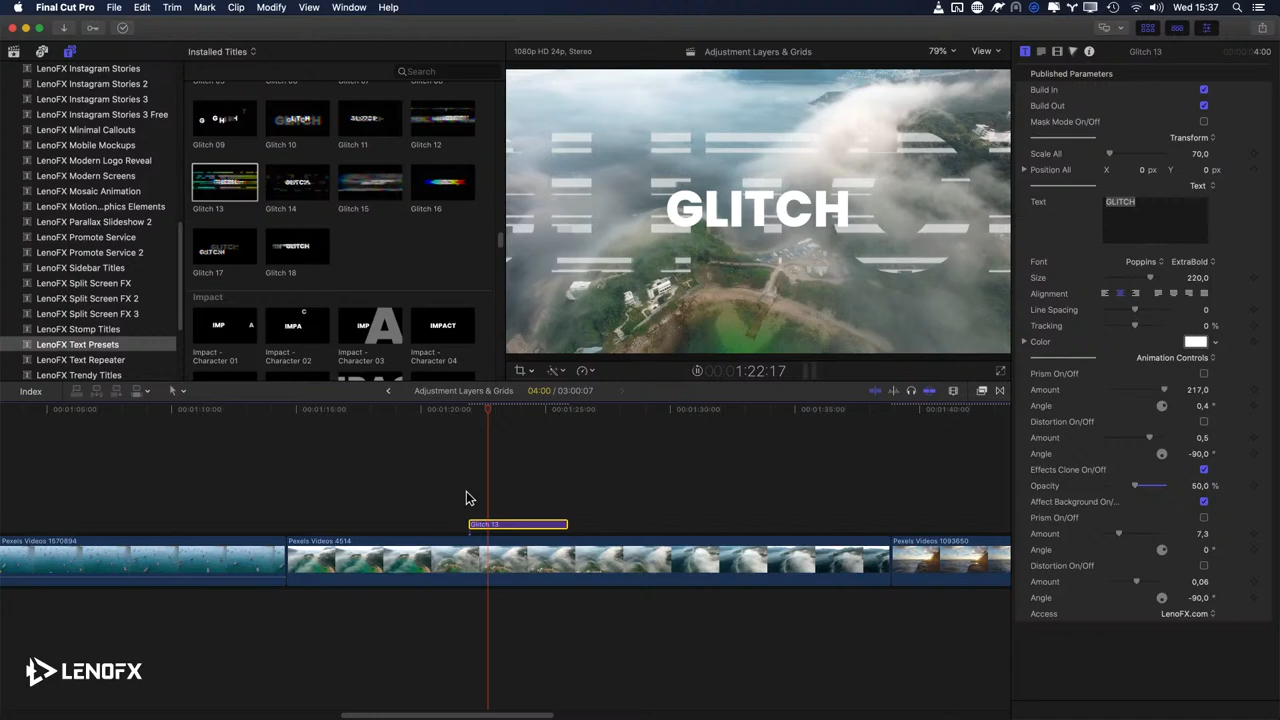 Final Cut Pro File Edit Trim Mark Clip Modify View Window Help
Wed 15:37
Installed Titles
1080p HD 24p, Stereo
Adjustment Layers & Grids
79%
View
Glitch 13
4:00
Search
LenoFX Instagram Stories
LenoFX Instagram Stories 2
LenoFX Instagram Stories 3
LenoFX Instagram Stories 3 Free
LenoFX Minimal Callouts
LenoFX Mobile Mockups
LenoFX Modern Logo Reveal
LenoFX Modern Screens
LenoFX Mosaic Animation
LenoFX Motion...phics Elements
LenoFX Parallax Slideshow 2
LenoFX Promote Service
LenoFX Promote Service 2
LenoFX Sidebar Titles
LenoFX Split Screen FX
LenoFX Split Screen FX 2
LenoFX Split Screen FX 3
LenoFX Stomp Titles
LenoFX Text Presets
LenoFX Text Repeater
LenoFX Trendy Titles
Glitch 09
Glitch 10
Glitch 11
Glitch 12
Glitch 13
Glitch 14
Glitch 15
Glitch 16
Glitch 17
Glitch 18
Impact
IMP A
IMPA C
IMP A
IMPACT
Impact - Character 01
Impact - Character 02
Impact - Character 03
Impact - Character 04
GLITCH
00:00:01:22:17
Published Parameters
Build In
Build Out
Mask Mode On/Off
Transform
Scale All 70,0
Position All X: 0 px Y 0 px
Text
Text GLITCH
Font Poppins ExtraBold
Size 220,0
Alignment
Line Spacing 0
Tracking 0 %
Color
Animation Controls
Prism On/Off
Amount 217,0
Angle 0,4 °
Distortion On/Off
Amount 0,5
Angle -90,0 °
Effects Clone On/Off
Opacity 50,0 %
Affect Background On/...
Prism On/Off
Amount 7,3
Angle 0 °
Distortion On/Off
Amount 0,06
Angle -90,0 °
Access LenoFX.com
Index
Adjustment Layers & Grids
04:00 / 03:00:07
00:01:05:00
00:01:10:00
00:01:15:00
00:01:20:00
00:01:25:00
00:01:30:00
00:01:35:00
00:01:40:00
Glitch 13
Pexels Videos 1570894
Pexels Videos 4514
Pexels Videos 1093650
LENOFX